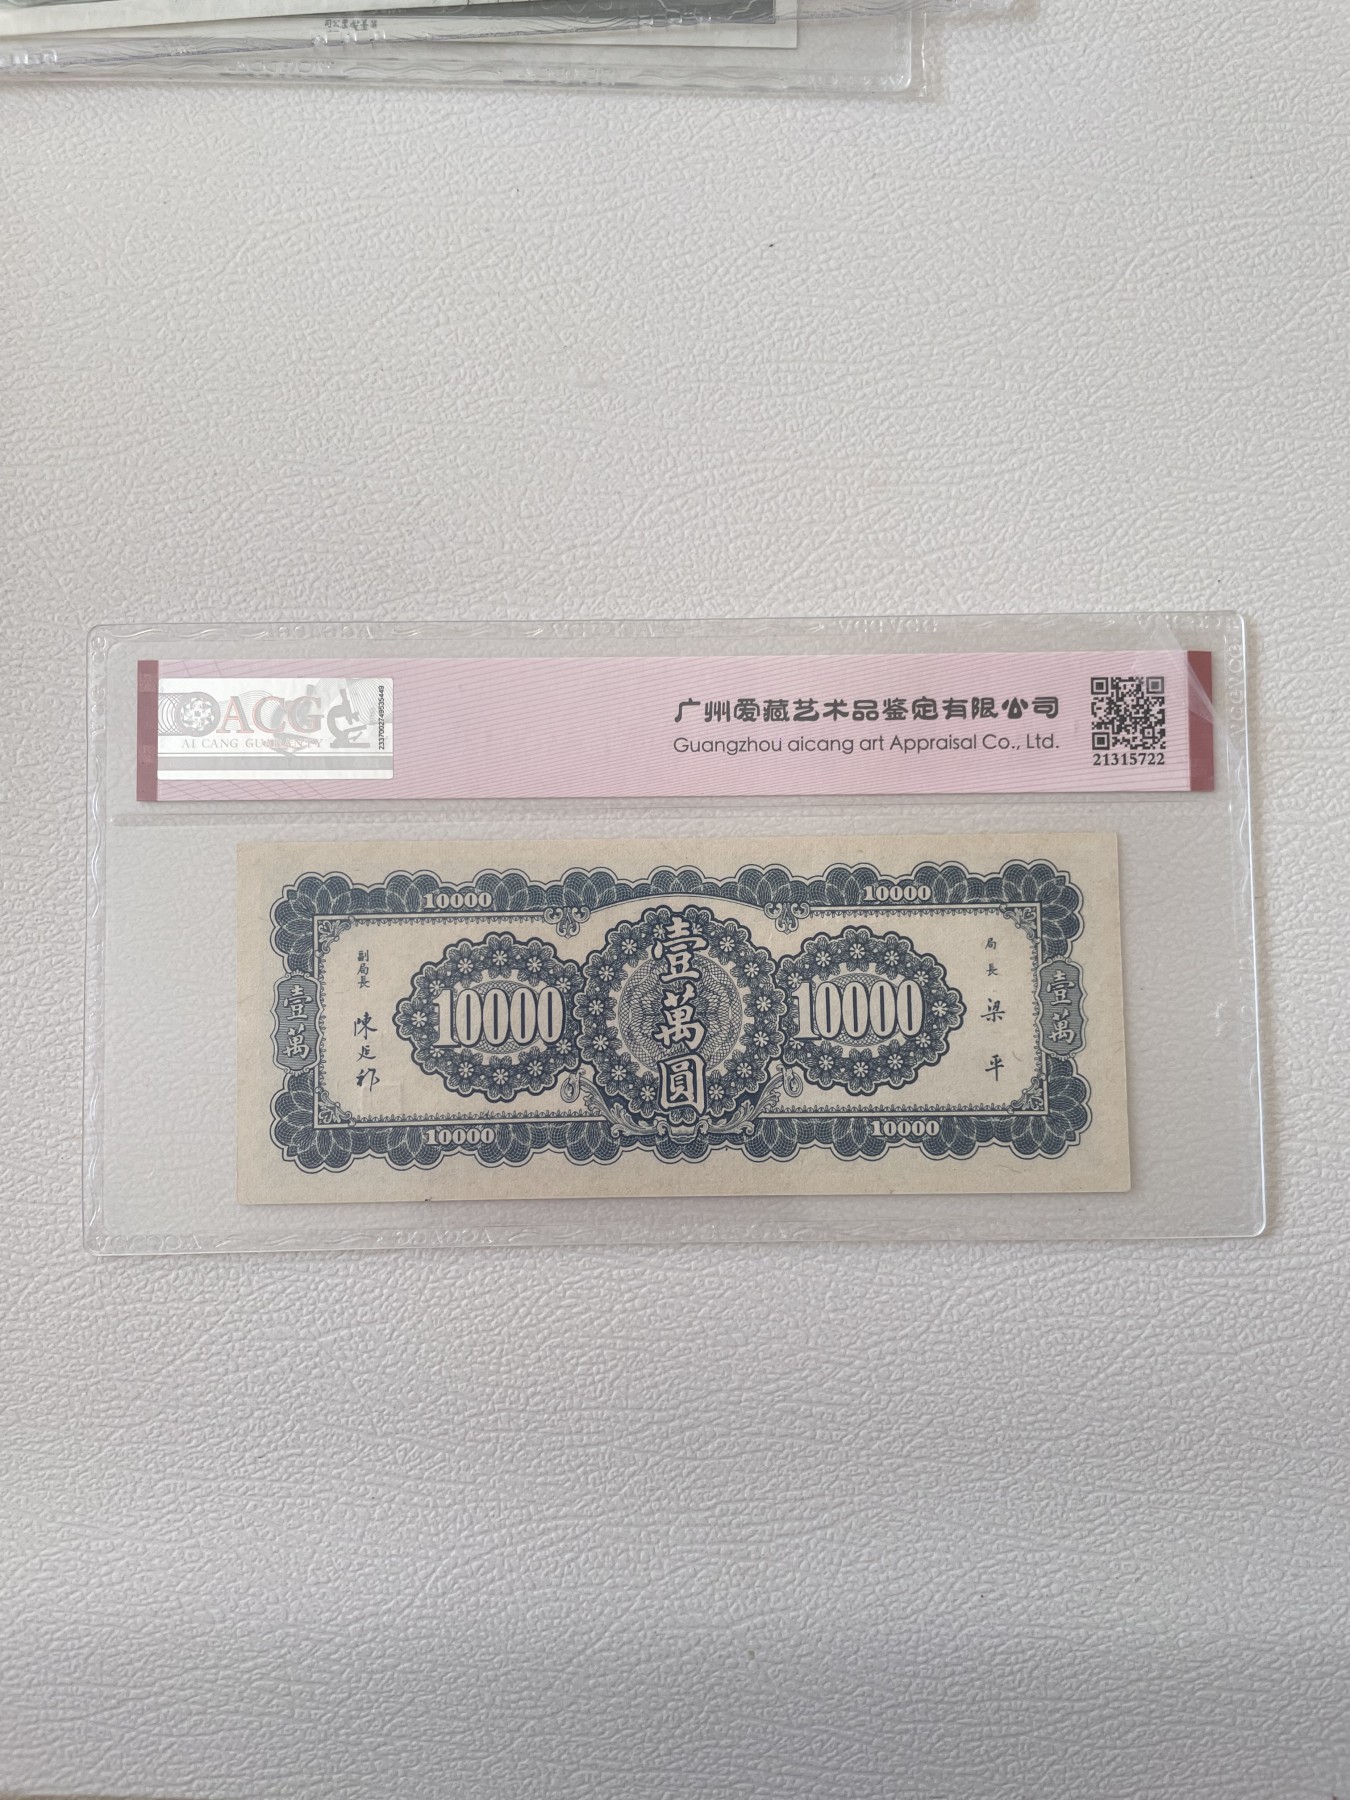 ACG
AI CANG GUARANTY
2337002749535449
广州爱藏艺术品鉴定有限公司
Guangzhou aicang art Appraisal Co., Ltd.
21315722
10000
10000
副局長
陳延祚
壹萬
10000
壹萬圓
10000
局長
梁平
壹萬
10000
10000